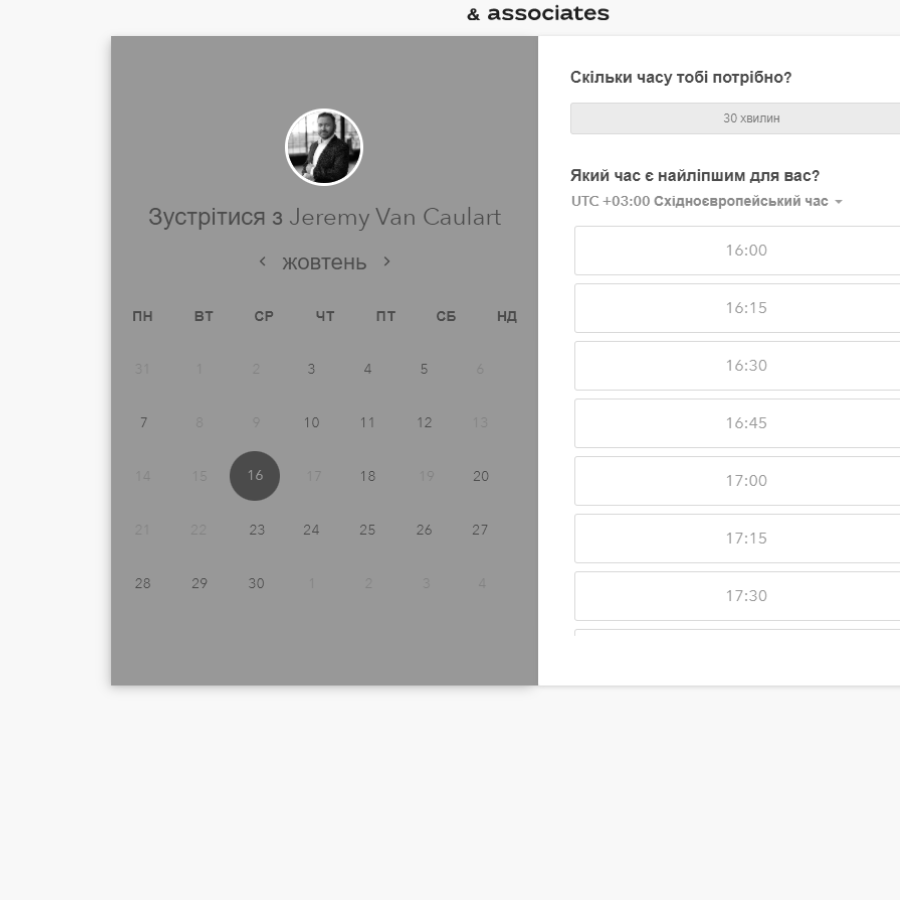 & associates
Зустрітися з Jeremy Van Caulart
жовтень
ПН ВТ СР ЧТ ПТ СБ НД
31 1 2 3 4 5 6
7 8 9 10 11 12 13
14 15 16 17 18 19 20
21 22 23 24 25 26 27
28 29 30 1 2 3 4
Скільки часу тобі потрібно?
30 хвилин
Який час є найліпшим для вас?
UTC +03:00 Східноєвропейський час
16:00
16:15
16:30
16:45
17:00
17:15
17:30